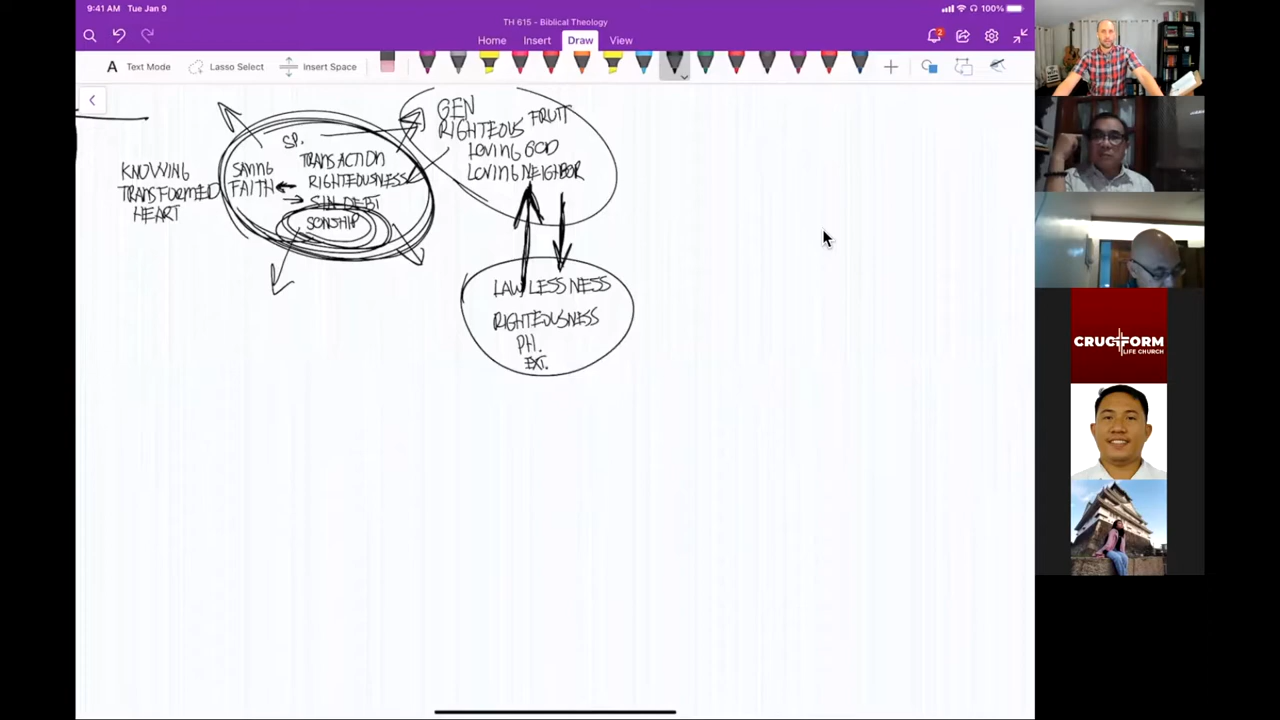 9:41 AM Tue Jan 9
100%
TH 615 - Biblical Theology
Home Insert Draw View
2
A Text Mode
Lasso Select
Insert Space
GEN
RIGHTEOUS FRUIT
LOVING GOD
LOVING NEIGHBOR
SP.
TRANSACTION
RIGHTEOUSNESS
SIN DEBT
SONSHIP
SAVING
FAITH
KNOWING
TRANSFORMED
HEART
LAWLESSNESS
RIGHTEOUSNESS
PH.
EXT.
CRUCIFORM
LIFE CHURCH